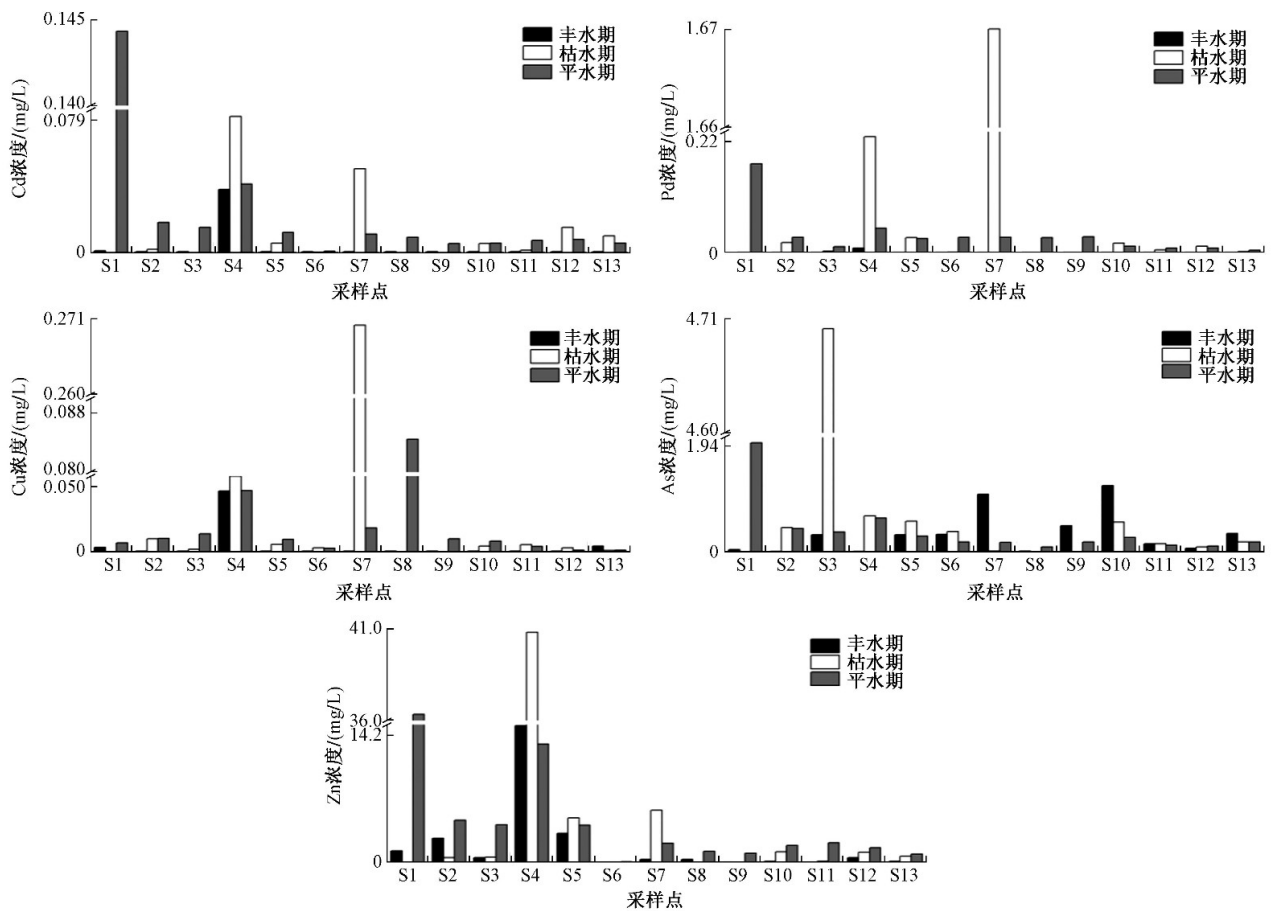 Cd浓度/(mg/L)
0.145
0.140
0.079
0
丰水期
枯水期
平水期
S1 S2 S3 S4 S5 S6 S7 S8 S9 S10 S11 S12 S13
采样点
Pd浓度/(mg/L)
1.67
1.66
0.22
0
丰水期
枯水期
平水期
S1 S2 S3 S4 S5 S6 S7 S8 S9 S10 S11 S12 S13
采样点
Cu浓度/(mg/L)
0.271
0.260
0.088
0.080
0.050
0
丰水期
枯水期
平水期
S1 S2 S3 S4 S5 S6 S7 S8 S9 S10 S11 S12 S13
采样点
As浓度/(mg/L)
4.71
4.60
1.94
0
丰水期
枯水期
平水期
S1 S2 S3 S4 S5 S6 S7 S8 S9 S10 S11 S12 S13
采样点
Zn浓度/(mg/L)
41.0
36.0
14.2
0
丰水期
枯水期
平水期
S1 S2 S3 S4 S5 S6 S7 S8 S9 S10 S11 S12 S13
采样点